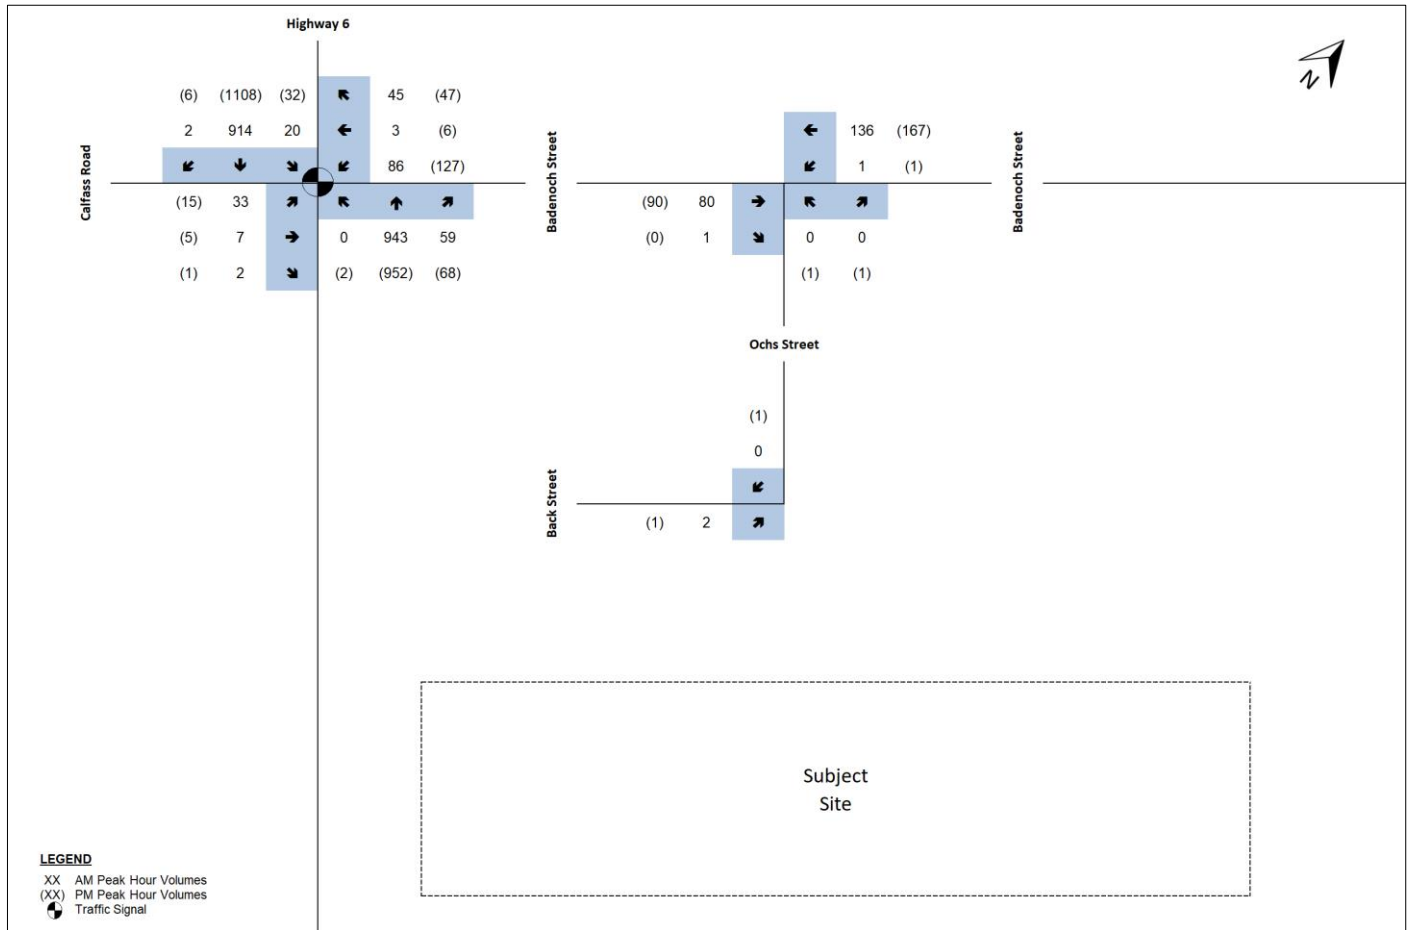 Highway 6
(6) (1108) (32) 45 (47)
2 914 20 3 (6)
86 (127)
Calfass Road
(15) 33
(5) 7 0 943 59
(1) 2 (2) (952) (68)
Badenoch Street
136 (167)
1 (1)
(90) 80
(0) 1 0 0
(1) (1)
Badenoch Street
Ochs Street
(1)
0
Back Street
(1) 2
N
Subject
Site
LEGEND
XX AM Peak Hour Volumes
(XX) PM Peak Hour Volumes
Traffic Signal